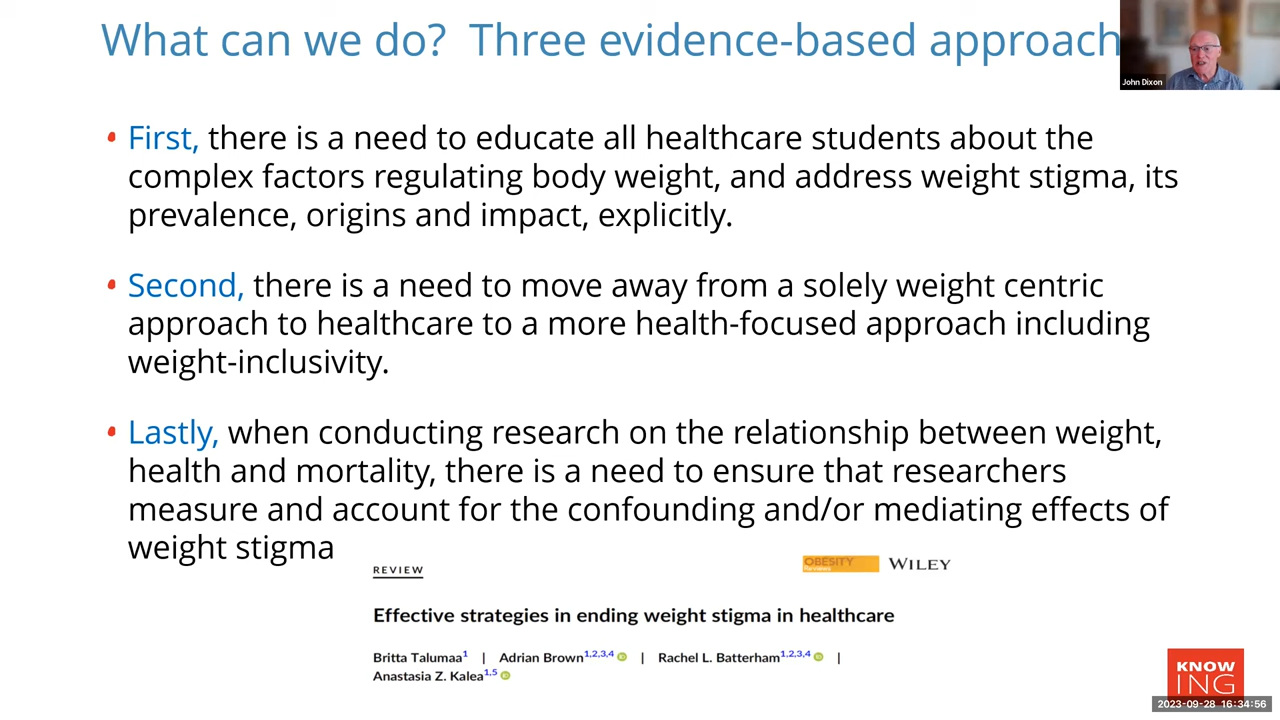 What can we do?  Three evidence-based approach
John Dixon
• First, there is a need to educate all healthcare students about the
complex factors regulating body weight, and address weight stigma, its
prevalence, origins and impact, explicitly.
• Second, there is a need to move away from a solely weight centric
approach to healthcare to a more health-focused approach including
weight-inclusivity.
• Lastly, when conducting research on the relationship between weight,
health and mortality, there is a need to ensure that researchers
measure and account for the confounding and/or mediating effects of
weight stigma
REVIEW
OBESITY
Reviews
WILEY
Effective strategies in ending weight stigma in healthcare
Britta Talumaa1 | Adrian Brown1,2,3,4 | Rachel L. Batterham1,2,3,4 |
Anastasia Z. Kalea1,5
KNOW
ING
2023-09-28 16:34:56